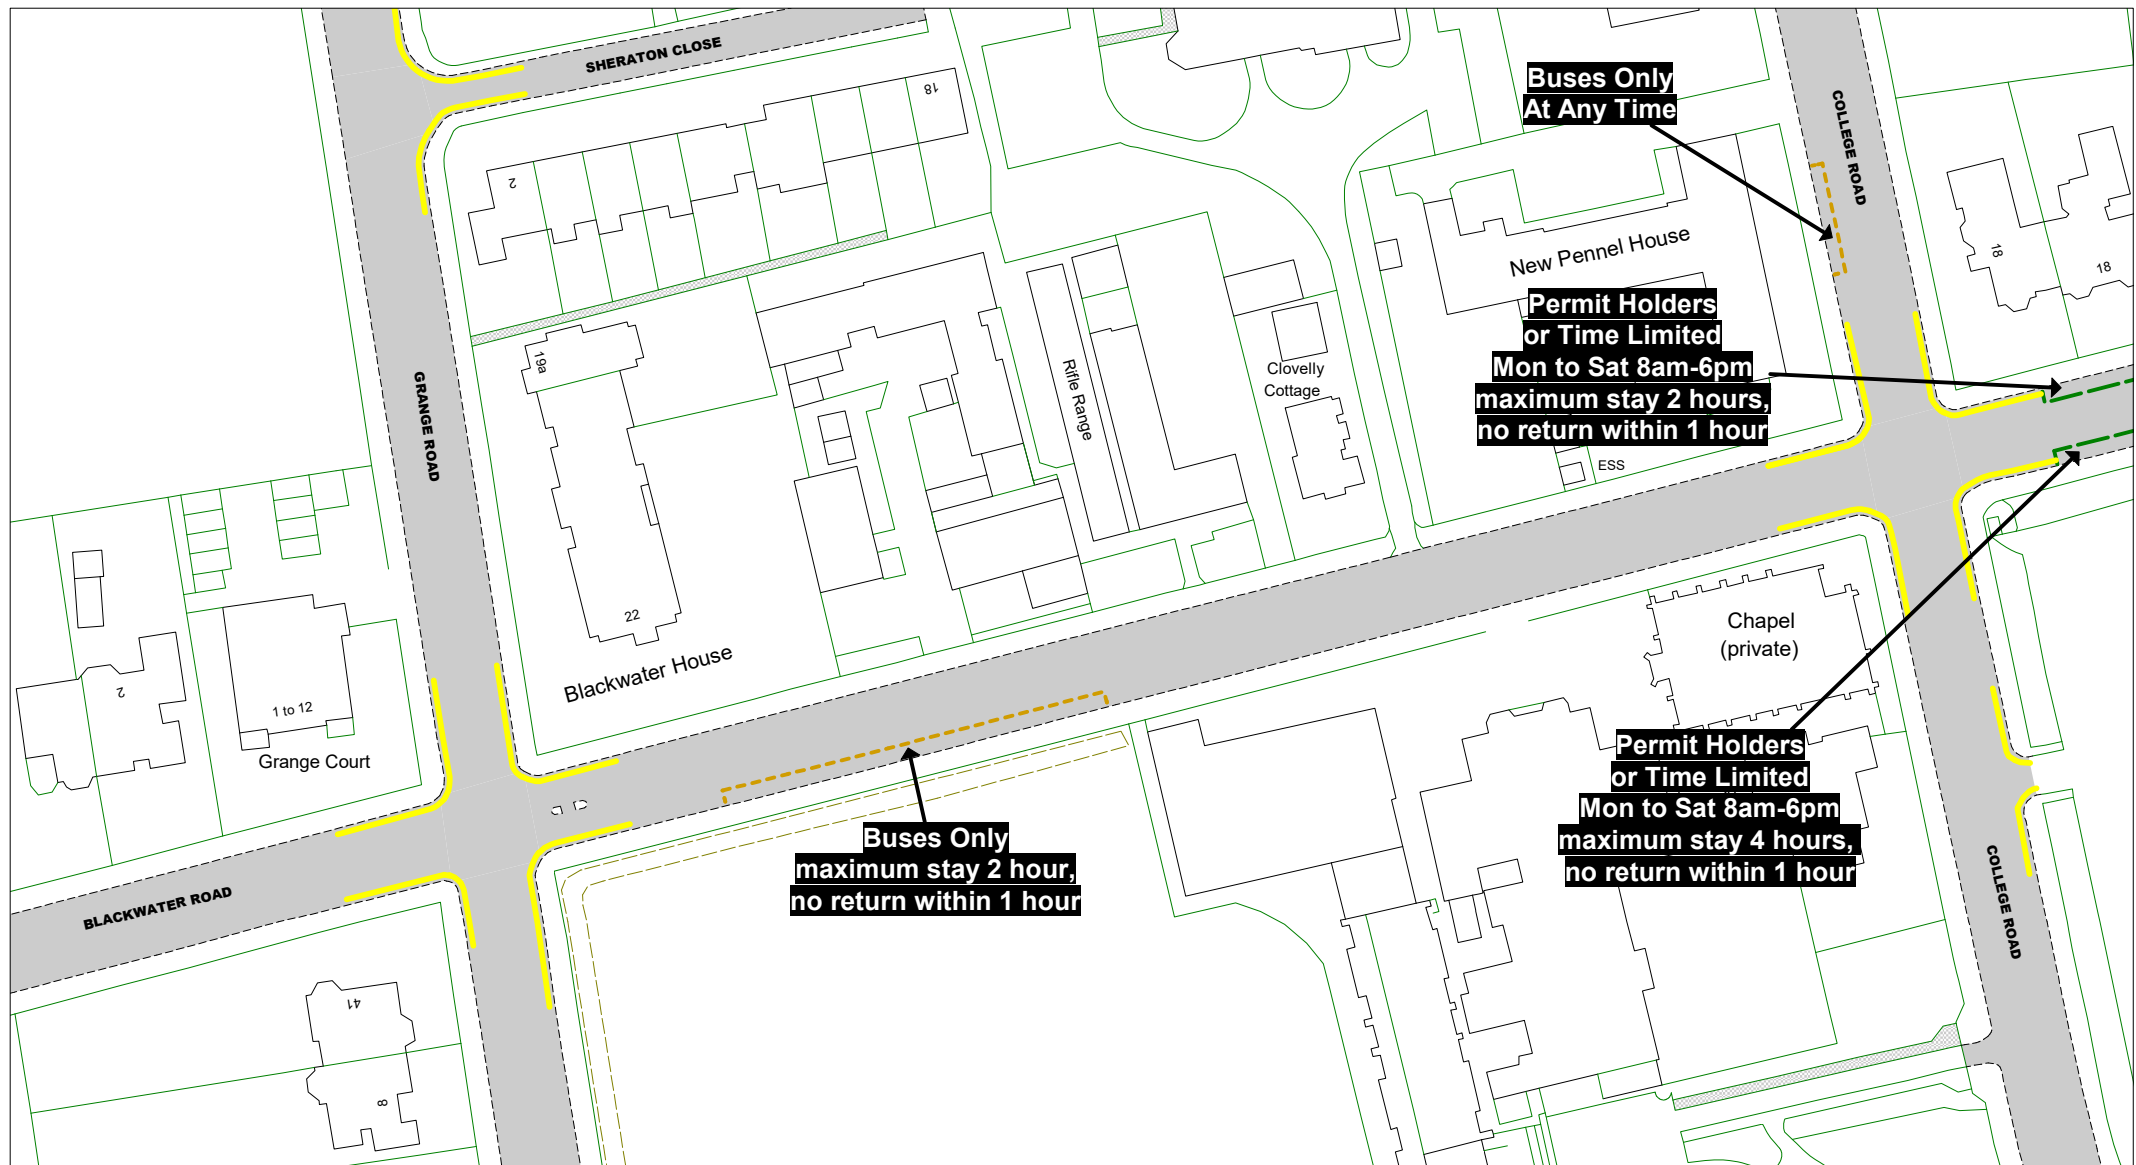 SHERATON CLOSE
18
2
Buses Only
At Any Time
COLLEGE ROAD
New Pennel House
18
18
Permit Holders
or Time Limited
Mon to Sat 8am-6pm
maximum stay 2 hours,
no return within 1 hour
19a
GRANGE ROAD
Rifle Range
Clovelly
Cottage
ESS
22
Blackwater House
Chapel
(private)
2
1 to 12
Grange Court
Permit Holders
or Time Limited
Mon to Sat 8am-6pm
maximum stay 4 hours,
no return within 1 hour
Buses Only
maximum stay 2 hour,
no return within 1 hour
BLACKWATER ROAD
COLLEGE ROAD
41
8